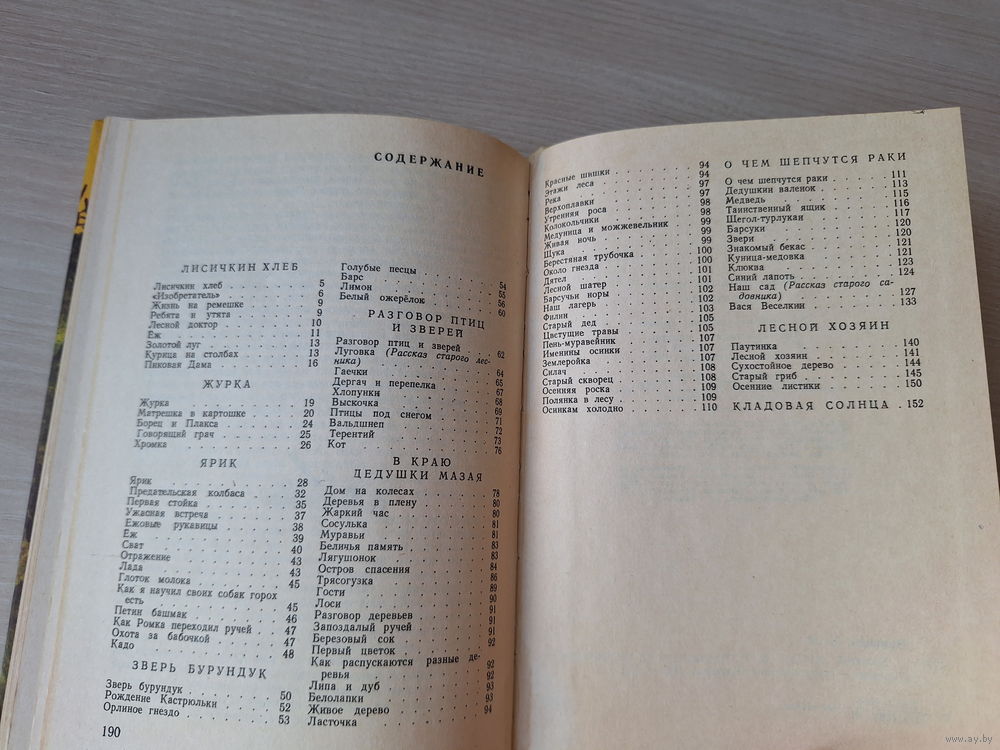 СОДЕРЖАНИЕ
ЛИСИЧКИН ХЛЕБ
Лисичкин хлеб . . . 5
«Изобретатель» . . . 6
Жизнь на ремешке . . . 9
Ребята и утята . . . 9
Лесной доктор . . . 10
Еж . . . 11
Золотой луг . . . 13
Курица на столбах . . . 13
Пиковая Дама . . . 16
ЖУРКА
Журка . . . 19
Матрешка в картошке . . . 20
Борец и Плакса . . . 24
Говорящий грач . . . 25
Хромка . . . 26
ЯРИК
Ярик . . . 28
Предательская колбаса . . . 32
Первая стойка . . . 35
Ужасная встреча . . . 37
Ежовые рукавицы . . . 38
Ёж . . . 39
Сват . . . 40
Отражение . . . 43
Лада . . . 43
Глоток молока . . . 45
Как я научил своих собак горох
есть . . . 45
Петин башмак . . . 46
Как Ромка переходил ручей . . 47
Охота за бабочкой . . . 47
Кадо . . . 48
ЗВЕРЬ БУРУНДУК
Зверь бурундук . . . 50
Рождение Кастрюльки . . . 52
Орлиное гнездо . . . 53
190
Голубые песцы . . . 54
Барс . . . 55
Лимон . . . 56
Белый ожерёлок . . . 60
РАЗГОВОР ПТИЦ
И ЗВЕРЕЙ
Разговор птиц и зверей . . . 62
Луговка (Рассказ старого лес-
ника) . . . 64
Гаечки . . . 65
Дергач и перепелка . . . 67
Хлопунки . . . 68
Выскочка . . . 69
Птицы под снегом . . . 71
Вальдшнеп . . . 72
Терентий . . . 73
Кот . . . 76
В КРАЮ
ДЕДУШКИ МАЗАЯ
Дом на колесах . . . 78
Деревья в плену . . . 80
Жаркий час . . . 80
Сосулька . . . 81
Муравьи . . . 81
Беличья память . . . 83
Лягушонок . . . 83
Остров спасения . . . 84
Трясогузка . . . 86
Гости . . . 89
Лоси . . . 90
Разговор деревьев . . . 91
Запоздалый ручей . . . 91
Березовый сок . . . 91
Первый цветок . . . 92
Как распускаются разные де-
ревья . . . 92
Липа и дуб . . . 92
Белолапки . . . 93
Живое дерево . . . 93
Ласточка . . . 94
Красные шишки . . . 94
Этажи леса . . . 94
Река . . . 97
Верхоплавки . . . 97
Утренняя роса . . . 98
Колокольчики . . . 98
Медуница и можжевельник . . . 99
Живая ночь . . . 99
Щука . . . 99
Берестяная трубочка . . . 100
Около гнезда . . . 100
Дятел . . . 101
Лесной шатер . . . 101
Барсучьи норы . . . 102
Наш лагерь . . . 102
Филин . . . 103
Старый дед . . . 105
Цветущие травы . . . 105
Пень-муравейник . . . 107
Именины осинки . . . 107
Землеройка . . . 107
Силач . . . 108
Старый скворец . . . 108
Осенняя роска . . . 109
Полянка в лесу . . . 109
Осинкам холодно . . . 110
О ЧЕМ ШЕПЧУТСЯ РАКИ
О чем шепчутся раки . . . 111
Дедушкин валенок . . . 113
Медведь . . . 115
Таинственный ящик . . . 116
Щегол-турлукан . . . 117
Барсуки . . . 120
Звери . . . 120
Знакомый бекас . . . 121
Куница-медовка . . . 121
Клюква . . . 123
Синий лапоть . . . 124
Наш сад (Рассказ старого са-
довника) . . . 127
Вася Веселкин . . . 133
ЛЕСНОЙ ХОЗЯИН
Паутинка . . . 140
Лесной хозяин . . . 141
Сухостойное дерево . . . 144
Старый гриб . . . 145
Осенние листики . . . 150
КЛАДОВАЯ СОЛНЦА . 152
www.ay.by